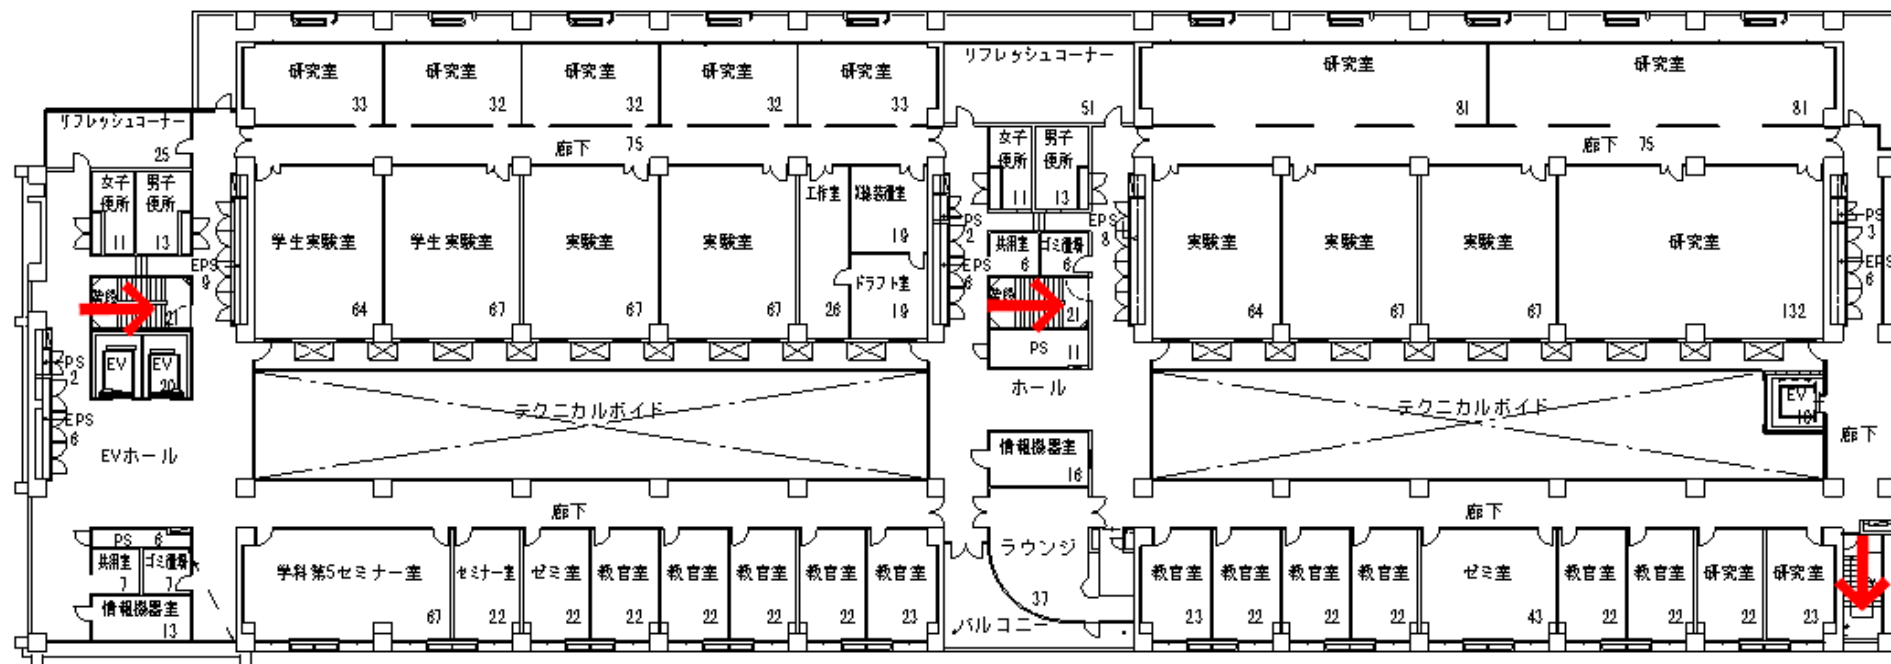 リフレッシュコーナー
研究室
33
研究室
32
研究室
32
研究室
32
研究室
33
51
研究室
81
研究室
81
リフレッシュコーナー
25
廊下 75
女子
便所
11
男子
便所
13
廊下 75
女子
便所
11
男子
便所
13
EPS
9
学生実験室
64
学生実験室
67
実験室
67
実験室
67
工作室
26
X線装置室
19
ドラフト室
19
PS
2
EPS
6
共用室
6
ゴミ置場
6
EPS
8
実験室
64
実験室
67
実験室
67
研究室
132
PS
3
EPS
6
階段
21
階段
21
PS
11
EV
EV
20
PS
2
EPS
6
EVホール
テクニカルボイド
ホール
テクニカルボイド
EV
10
廊下
情報機器室
16
廊下
廊下
PS
6
共用室
7
ゴミ置場
7
情報機器室
13
学科第5セミナー室
67
セミナー室
22
ゼミ室
22
教官室
22
教官室
22
教官室
22
教官室
22
教官室
23
ラウンジ
37
バルコニー
教官室
23
教官室
22
教官室
22
教官室
22
ゼミ室
43
教官室
22
教官室
22
研究室
22
研究室
23